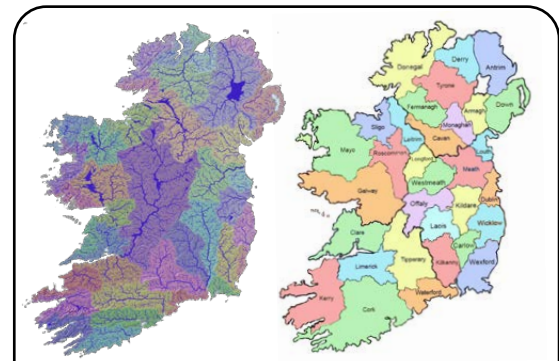 Donegal
Derry
Antrim
Tyrone
Fermanagh
Armagh
Down
Monaghan
Sligo
Leitrim
Cavan
Mayo
Roscommon
Longford
Louth
Meath
Westmeath
Galway
Dublin
Offaly
Kildare
Wicklow
Laois
Clare
Carlow
Tipperary
Kilkenny
Wexford
Limerick
Waterford
Kerry
Cork